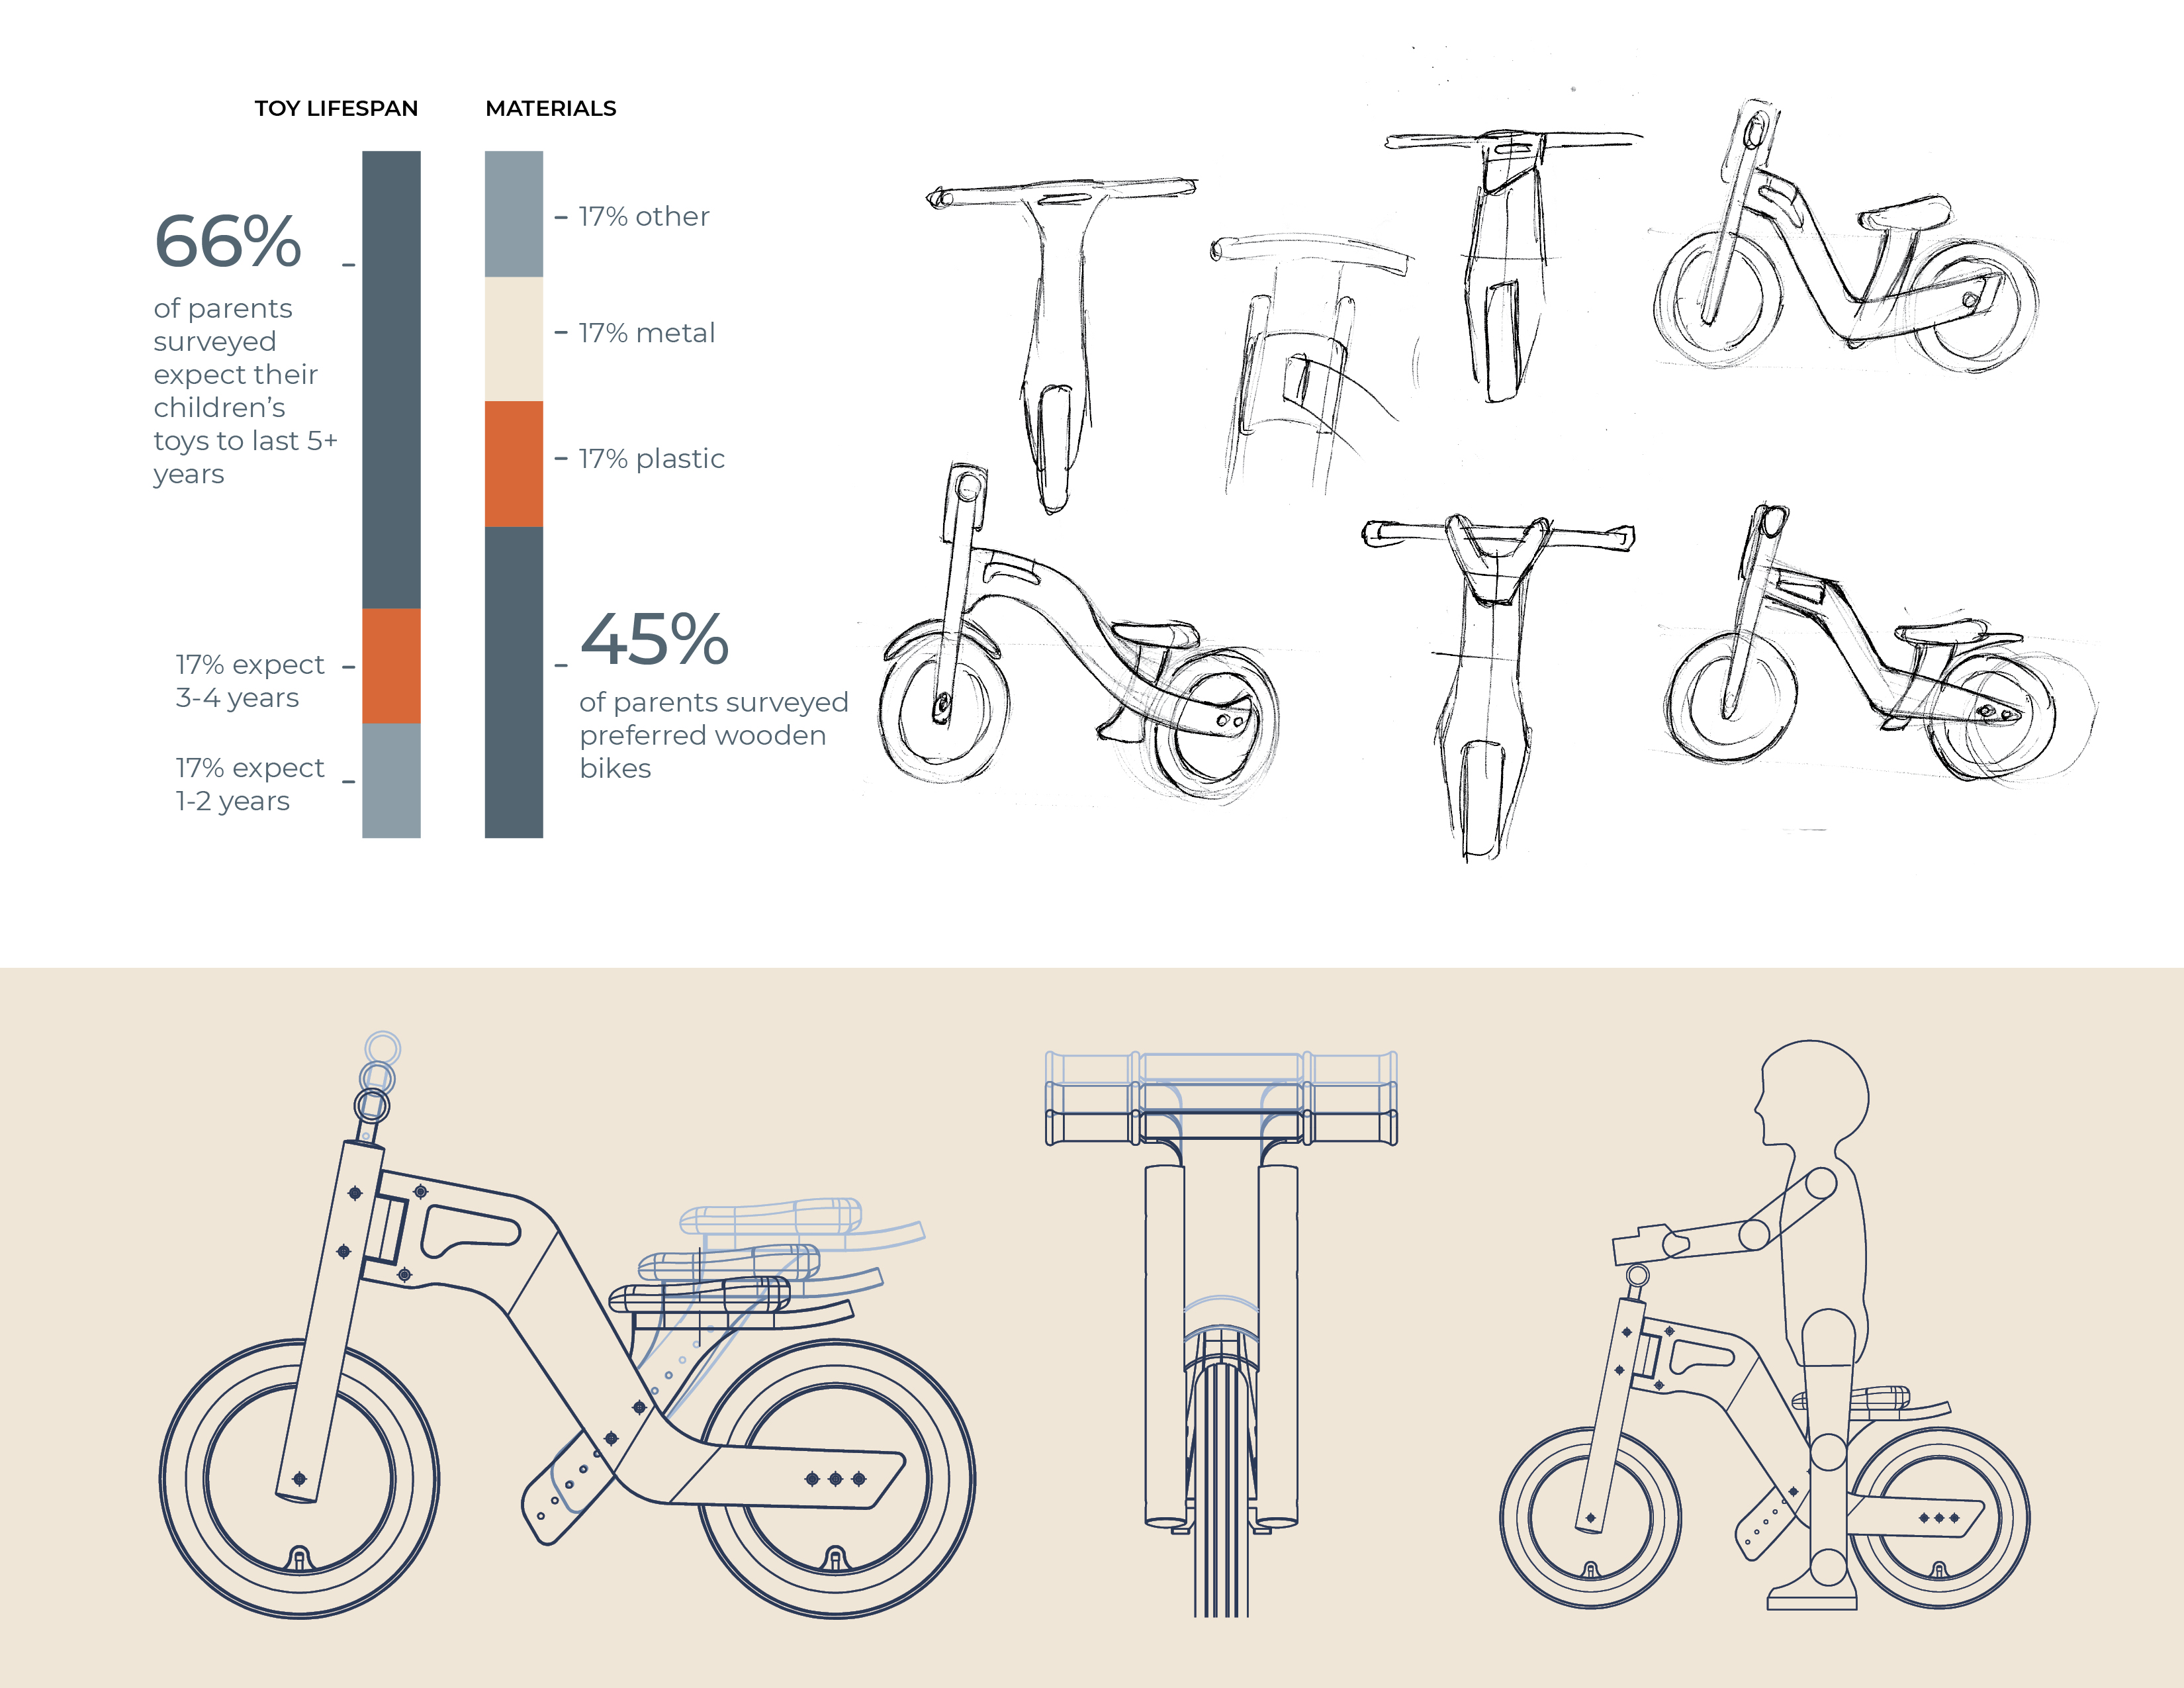 TOY LIFESPAN
66%
of parents
surveyed
expect their
children’s
toys to last 5+
years
17% expect
3-4 years
17% expect
1-2 years
MATERIALS
17% other
17% metal
17% plastic
45%
of parents surveyed
preferred wooden
bikes